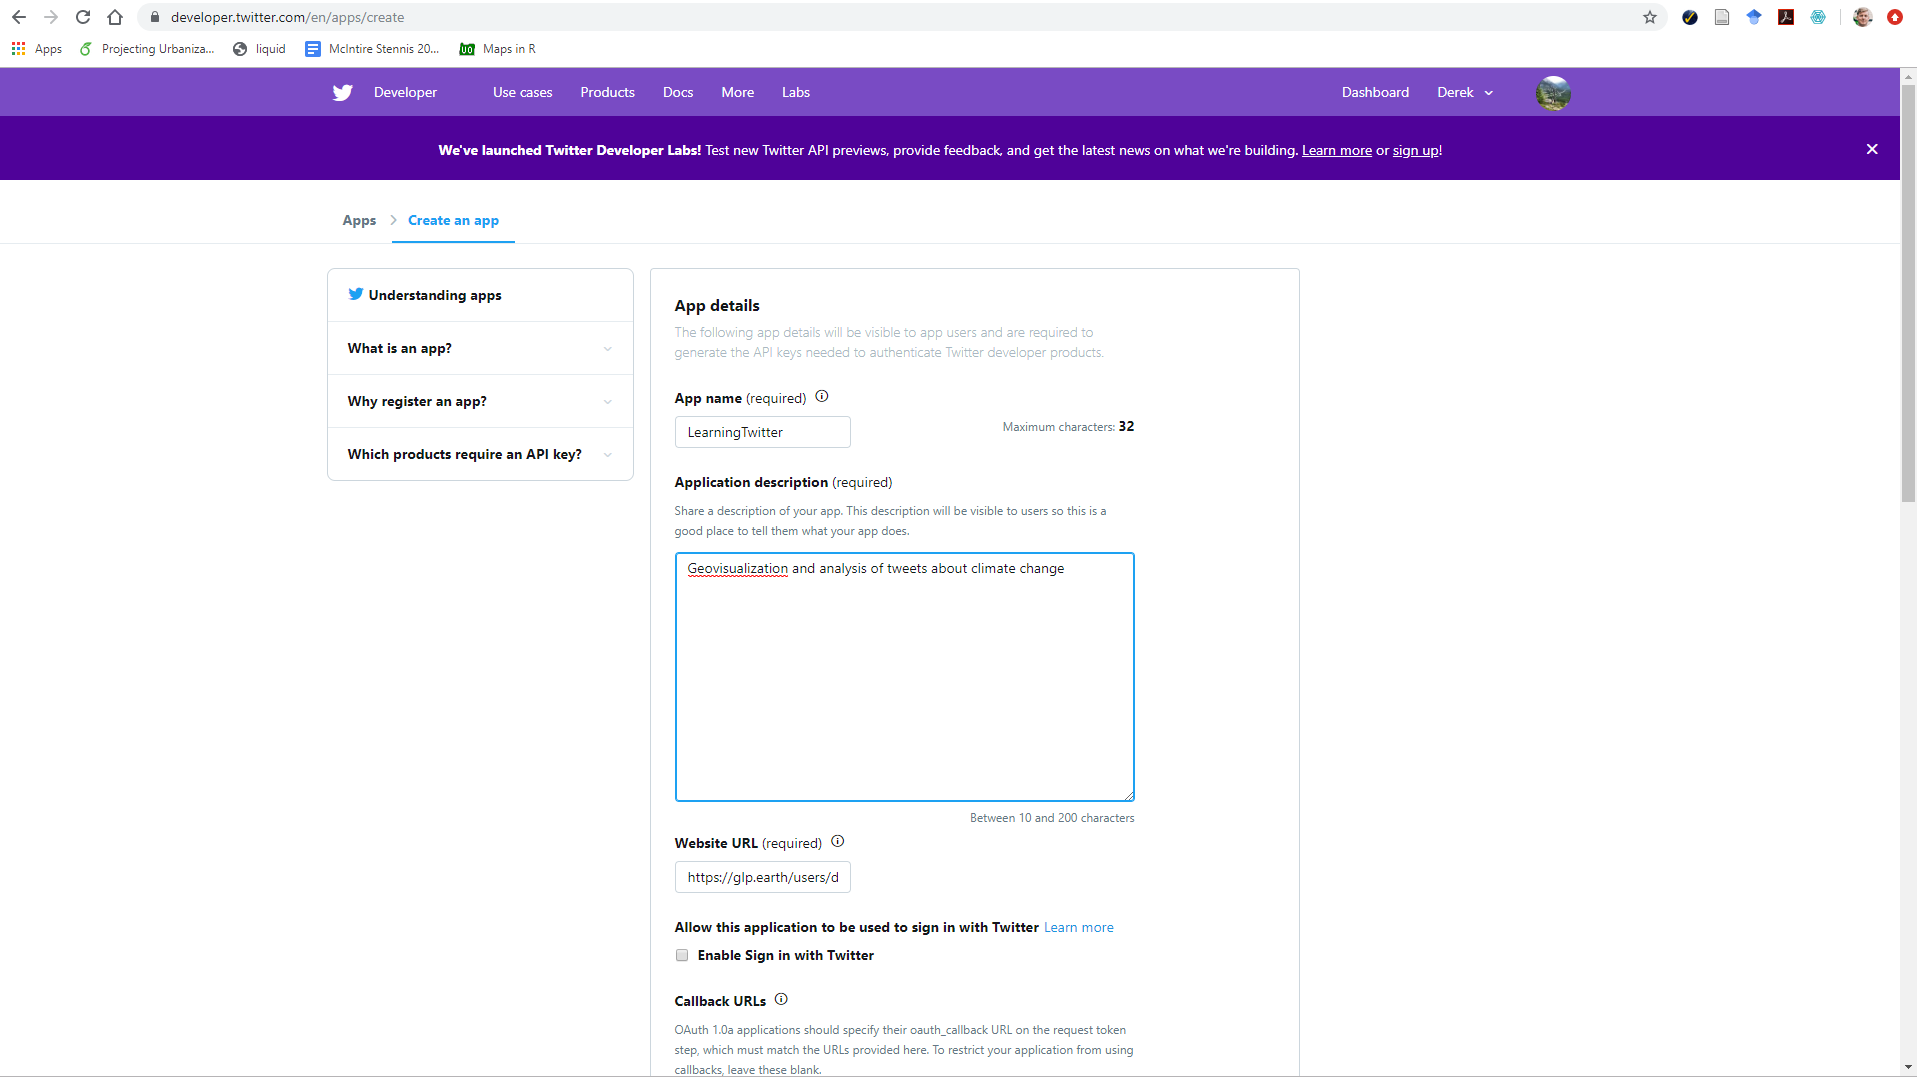 developer.twitter.com/en/apps/create
Apps Projecting Urbaniza... liquid McIntire Stennis 20... Maps in R
Developer Use cases Products Docs More Labs Dashboard Derek
We've launched Twitter Developer Labs! Test new Twitter API previews, provide feedback, and get the latest news on what we're building. Learn more or sign up!
Apps Create an app
Understanding apps
What is an app?
Why register an app?
Which products require an API key?
App details
The following app details will be visible to app users and are required to
generate the API keys needed to authenticate Twitter developer products.
App name (required)
LearningTwitter
Maximum characters: 32
Application description (required)
Share a description of your app. This description will be visible to users so this is a
good place to tell them what your app does.
Geovisualization and analysis of tweets about climate change
Between 10 and 200 characters
Website URL (required)
https://glp.earth/users/d
Allow this application to be used to sign in with Twitter Learn more
Enable Sign in with Twitter
Callback URLs
OAuth 1.0a applications should specify their oauth_callback URL on the request token
step, which must match the URLs provided here. To restrict your application from using
callbacks, leave these blank.